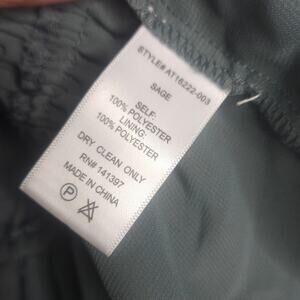 STYLE# AT16222-003
SAGE
SELF:
100% POLYESTER
LINING:
100% POLYESTER
DRY CLEAN ONLY
RN# 141397
MADE IN CHINA
P